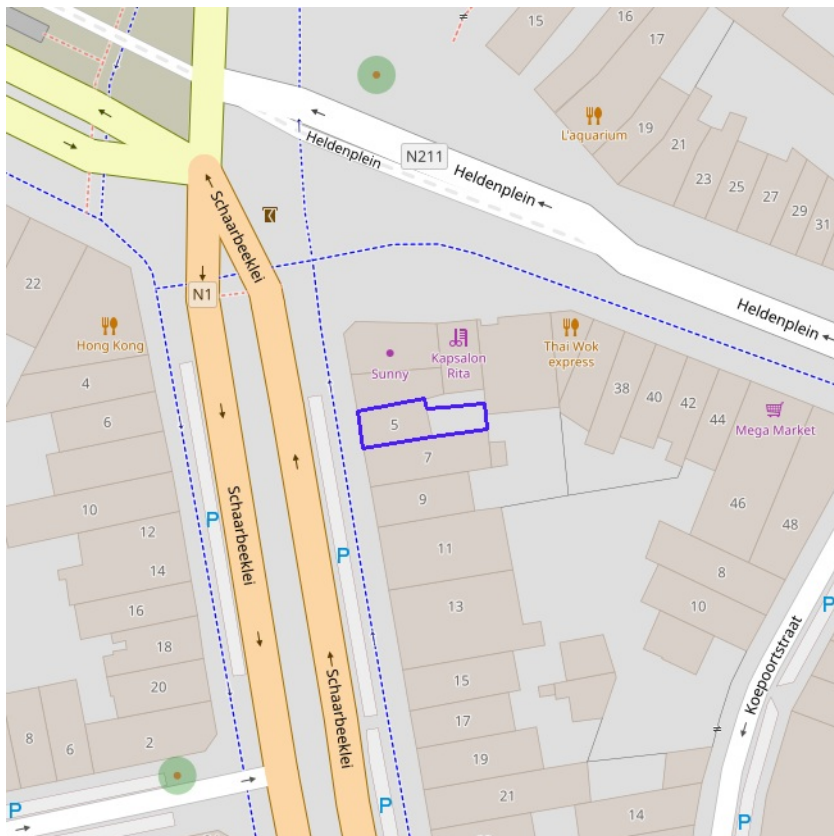 15
16
17
L'aquarium
19
21
23
25
27
29
31
N211
Heldenplein
Heldenplein
Heldenplein
Schaarbeeklei
N1
22
Hong Kong
4
6
10
12
14
16
18
20
2
6
8
Sunny
Kapsalon
Rita
Thai Wok
express
38
40
42
44
Mega Market
46
48
8
10
5
7
9
11
13
15
17
19
21
14
Schaarbeeklei
Schaarbeeklei
Koepoortstraat
P
P
P
P
P
P